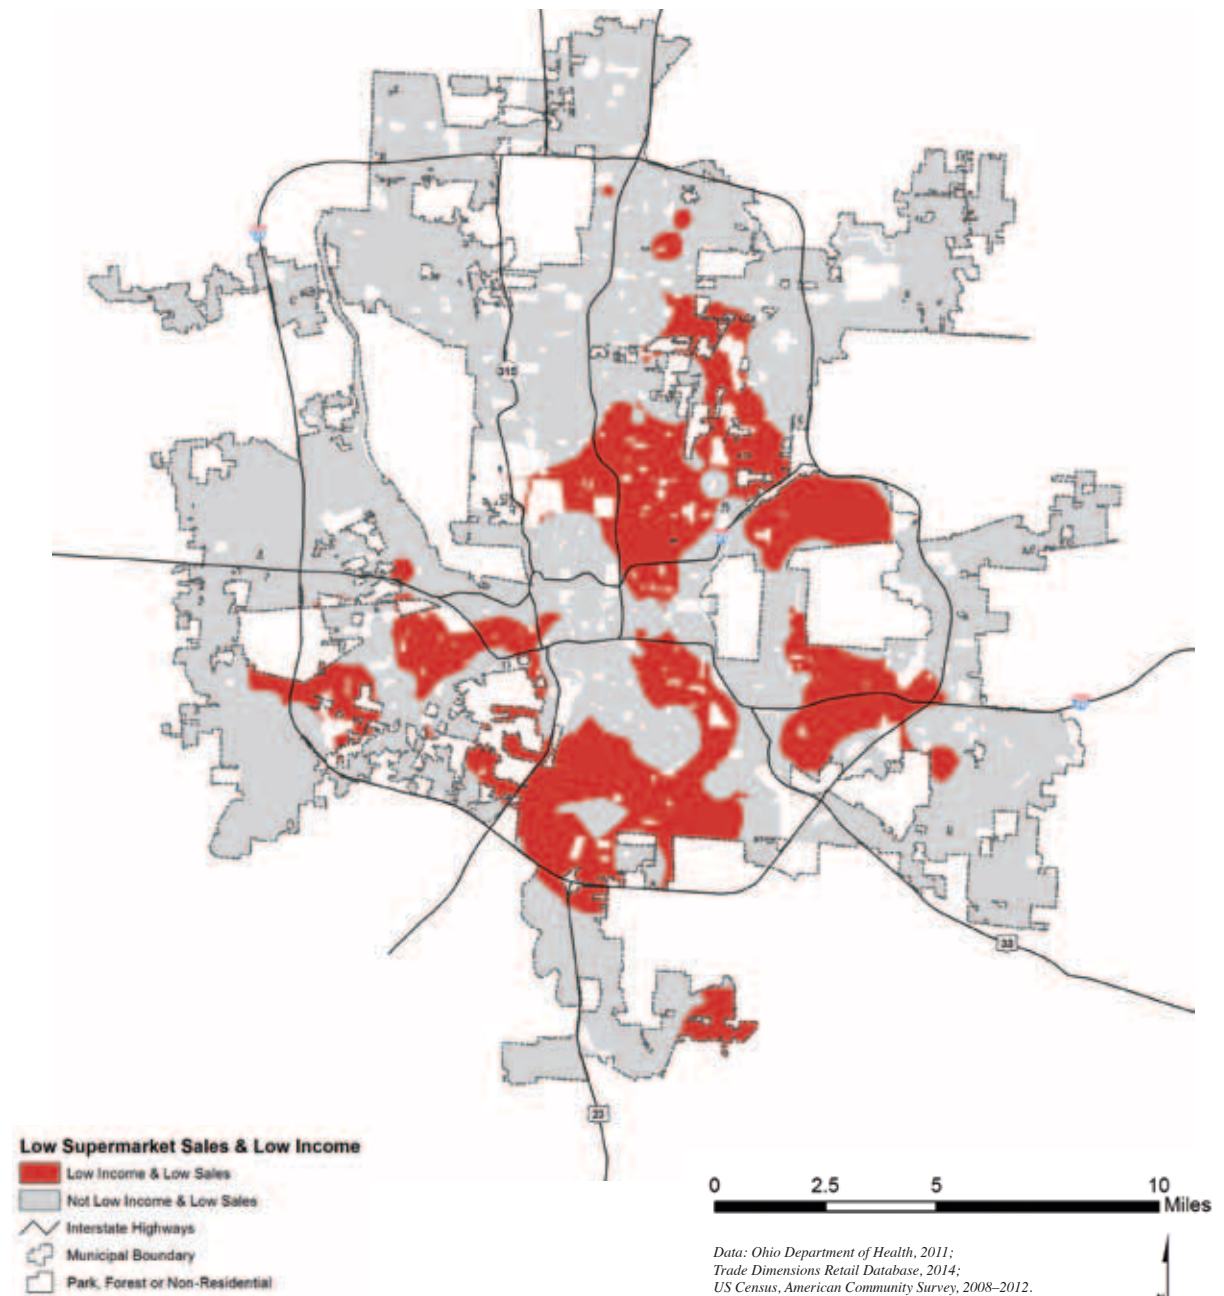 315
33
23
Low Supermarket Sales & Low Income
Low Income & Low Sales
Not Low Income & Low Sales
Interstate Highways
Municipal Boundary
Park, Forest or Non-Residential
0 2.5 5 10
Miles
Data: Ohio Department of Health, 2011;
Trade Dimensions Retail Database, 2014;
US Census, American Community Survey, 2008–2012.